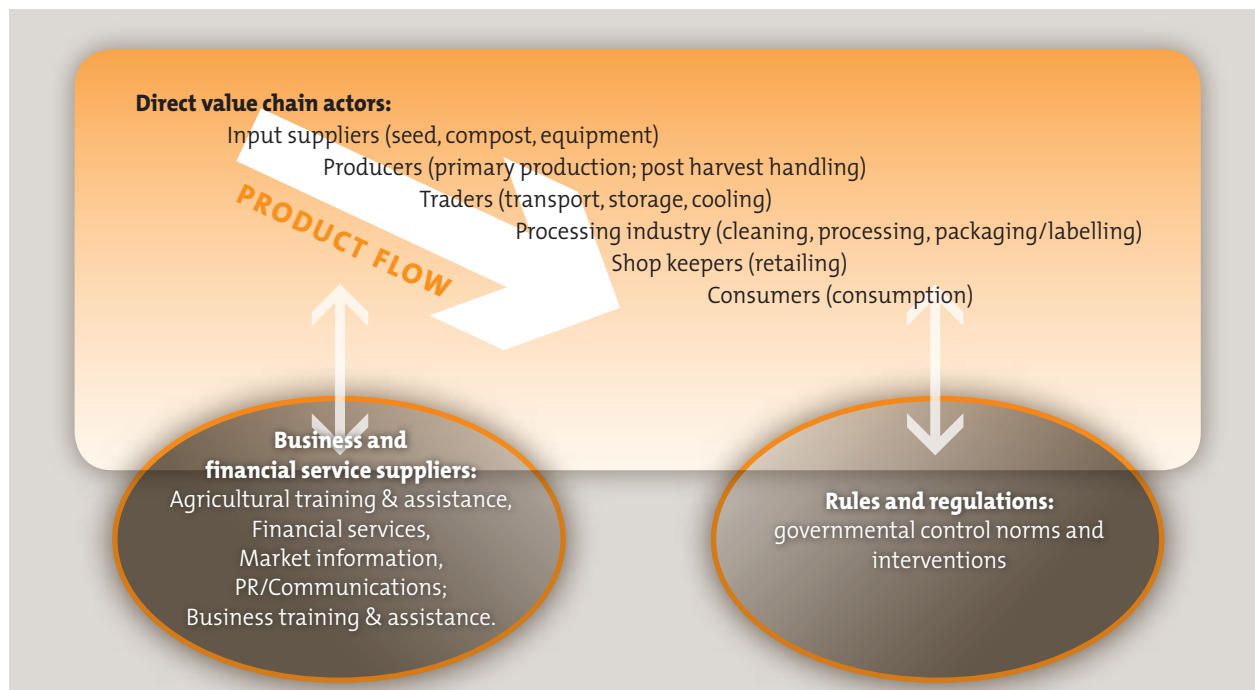 Direct value chain actors:
Input suppliers (seed, compost, equipment)
Producers (primary production; post harvest handling)
Traders (transport, storage, cooling)
Processing industry (cleaning, processing, packaging/labelling)
Shop keepers (retailing)
Consumers (consumption)
PRODUCT FLOW
Business and
financial service suppliers:
Agricultural training & assistance,
Financial services,
Market information,
PR/Communications;
Business training & assistance.
Rules and regulations:
governmental control norms and
interventions